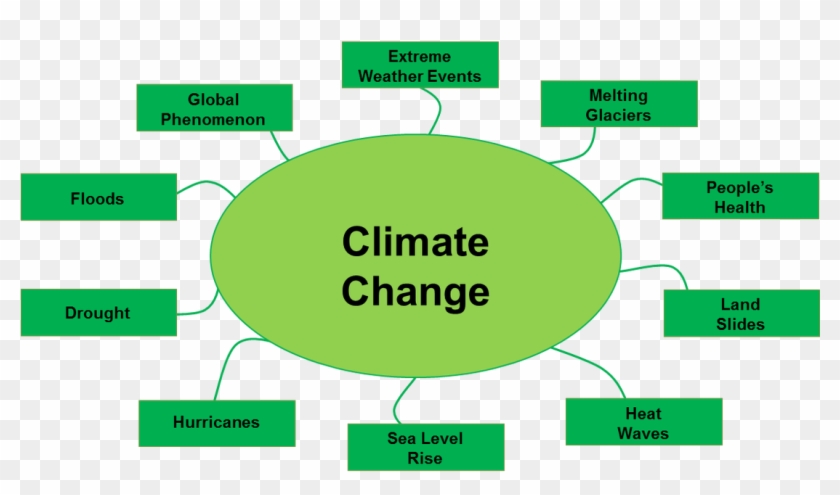 Extreme
Weather Events
Global
Phenomenon
Melting
Glaciers
Floods
People's
Health
Climate
Change
Drought
Land
Slides
Hurricanes
Heat
Waves
Sea Level
Rise